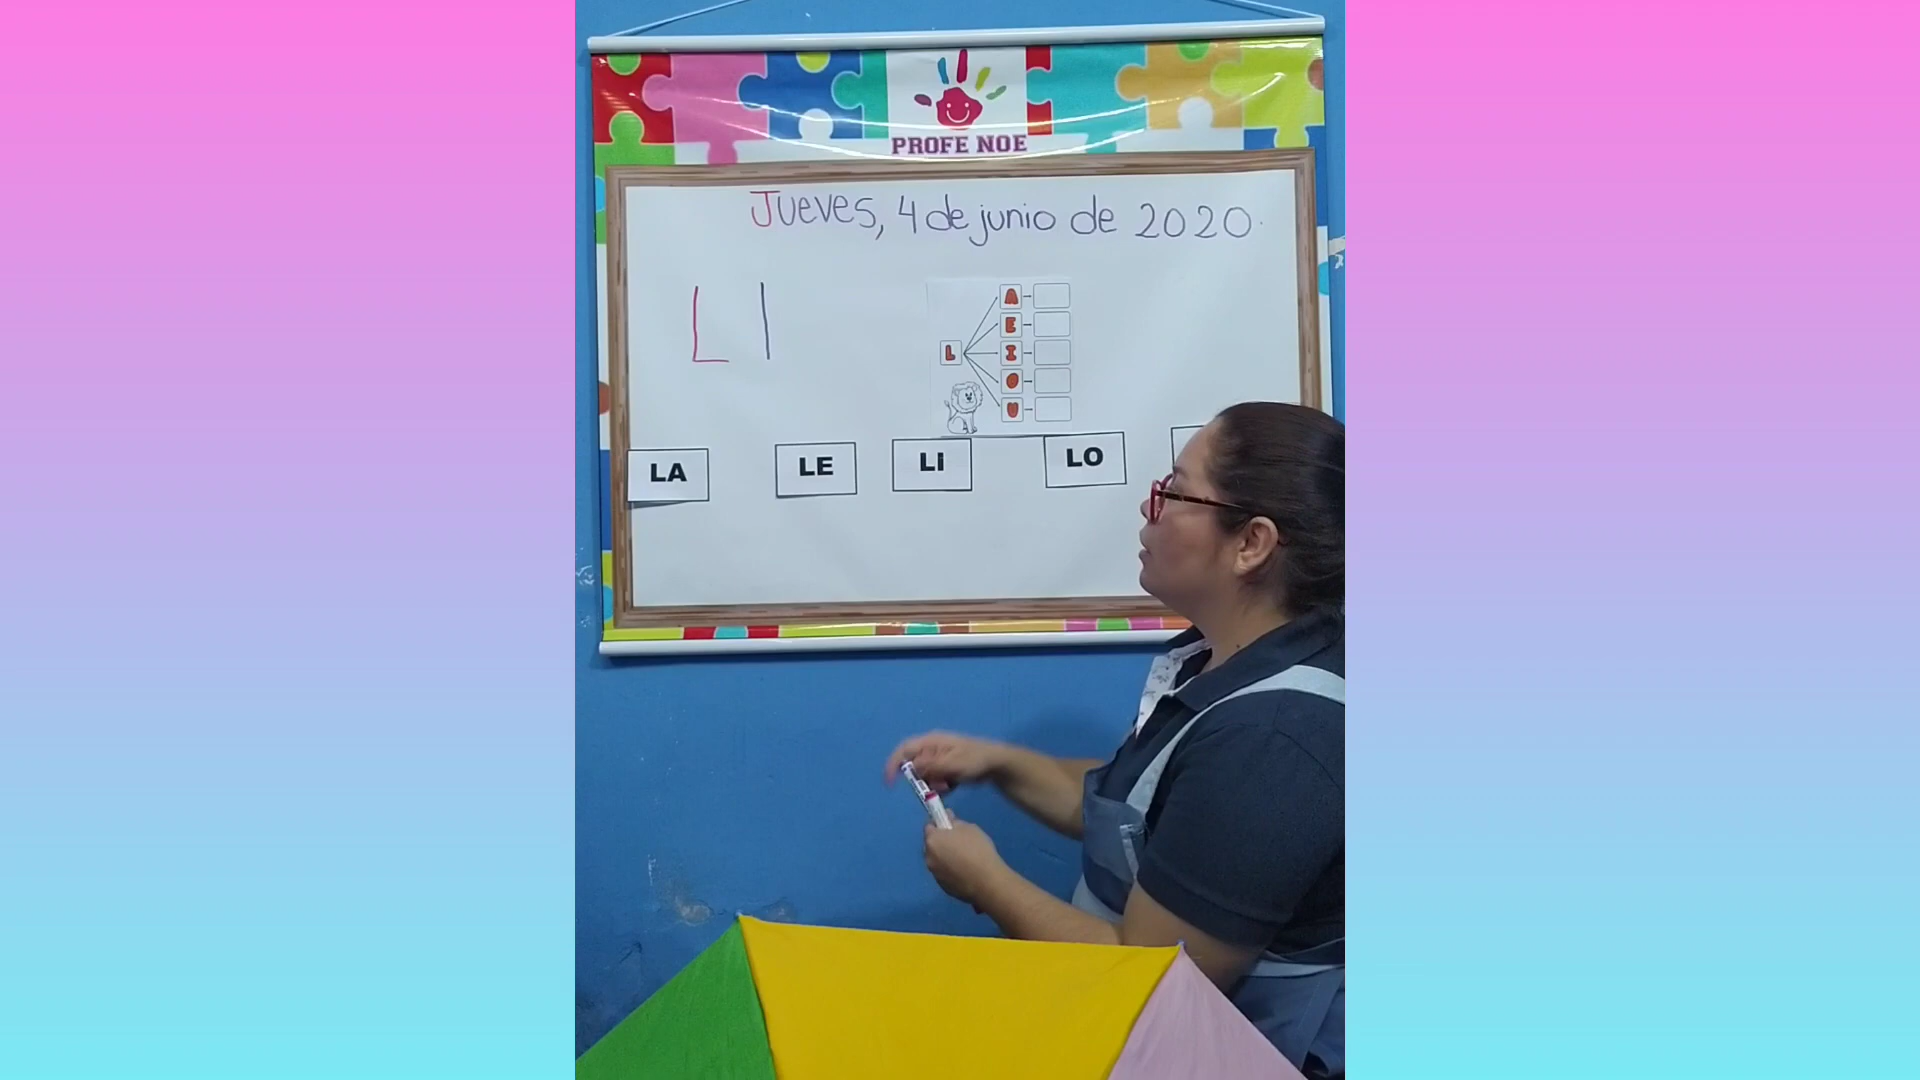 PROFE NOE
Jueves, 4 de junio de 2020.
L l
A
E
L I
O
U
LA LE Li LO